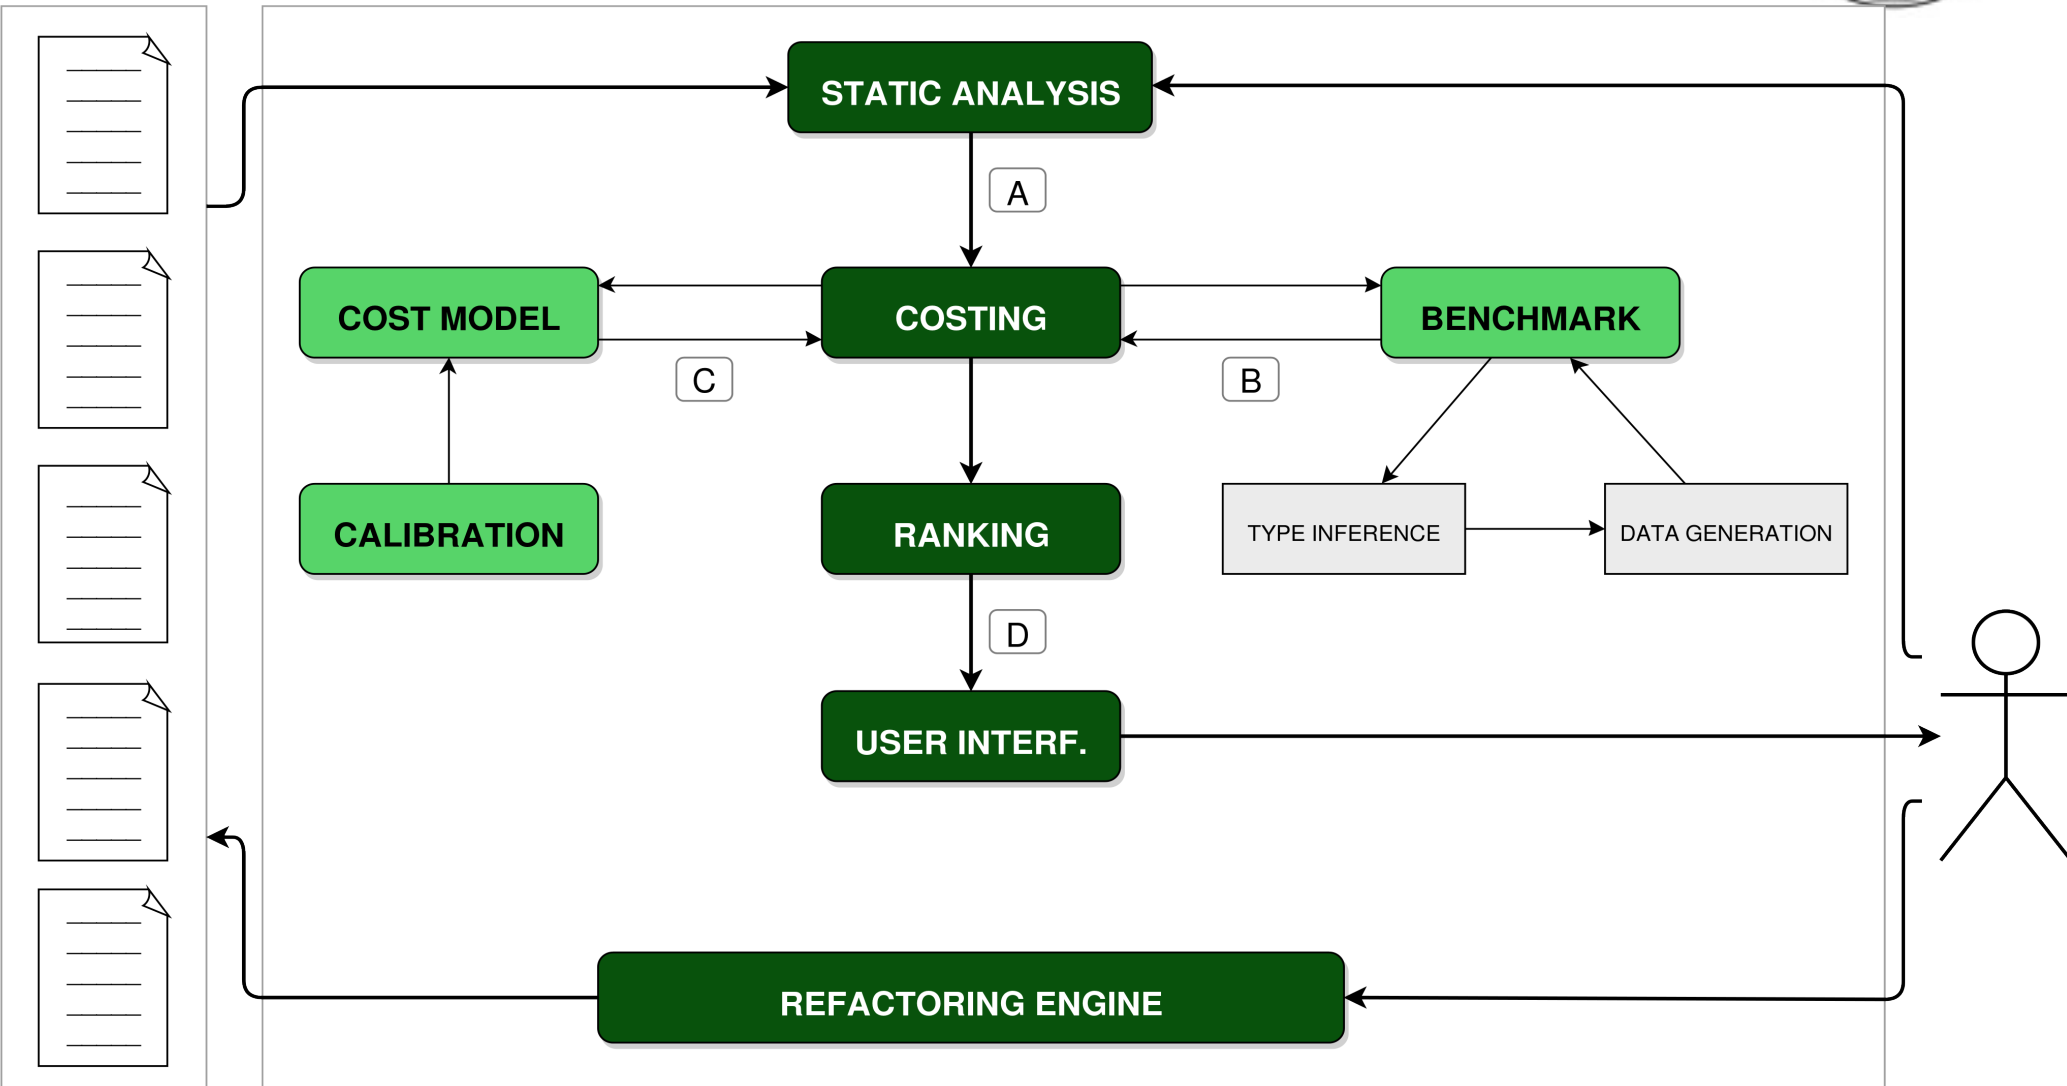 STATIC ANALYSIS
A
COST MODEL
COSTING
BENCHMARK
C
B
CALIBRATION
RANKING
TYPE INFERENCE
DATA GENERATION
D
USER INTERF.
REFACTORING ENGINE